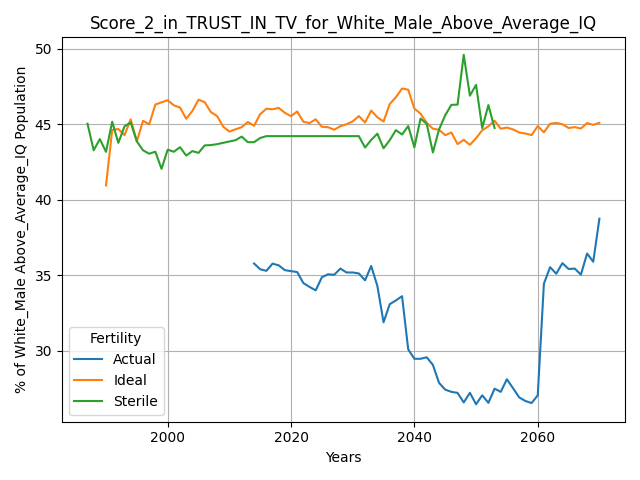 Score_2_in_TRUST_IN_TV_for_White_Male_Above_Average_IQ
% of White_Male Above_Average_IQ Population
50
45
40
35
30
Fertility
Actual
Ideal
Sterile
2000
2020
2040
2060
Years